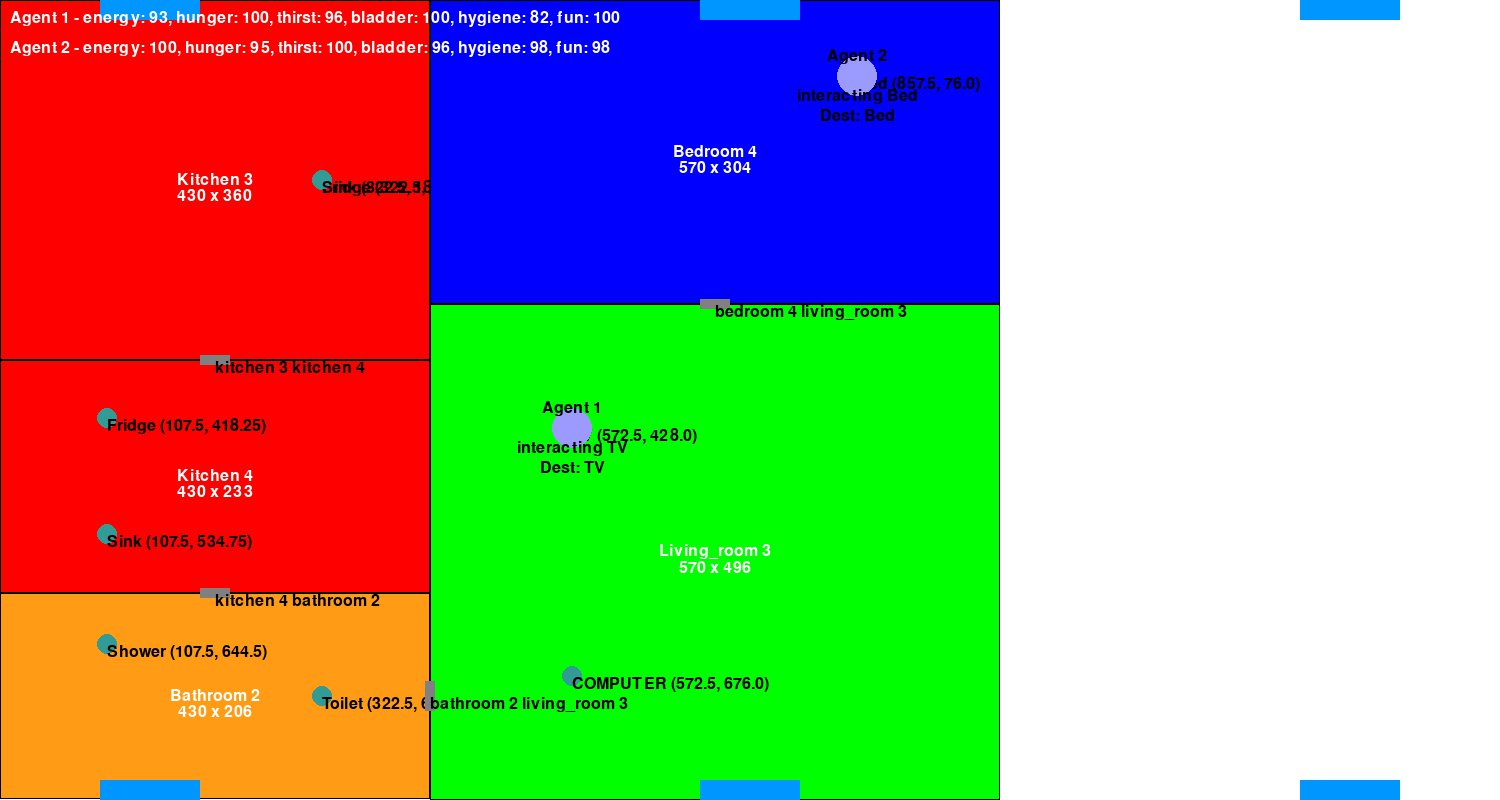 Agent 1 - energy: 93, hunger: 100, thirst: 96, bladder: 100, hygiene: 82, fun: 100
Agent 2 - energy: 100, hunger: 95, thirst: 100, bladder: 96, hygiene: 98, fun: 98
Agent 2
(857.5, 76.0)
interacting Bed
Dest: Bed
Bedroom 4
570 x 304
Kitchen 3
430 x 360
bedroom 4 living_room 3
kitchen 3 kitchen 4
Agent 1
Fridge (107.5, 418.25)
(572.5, 428.0)
interacting TV
Dest: TV
Kitchen 4
430 x 233
Sink (107.5, 534.75)
Living_room 3
570 x 496
kitchen 4 bathroom 2
Shower (107.5, 644.5)
COMPUTER (572.5, 676.0)
Bathroom 2
430 x 206
Toilet (322.5,
bathroom 2 living_room 3